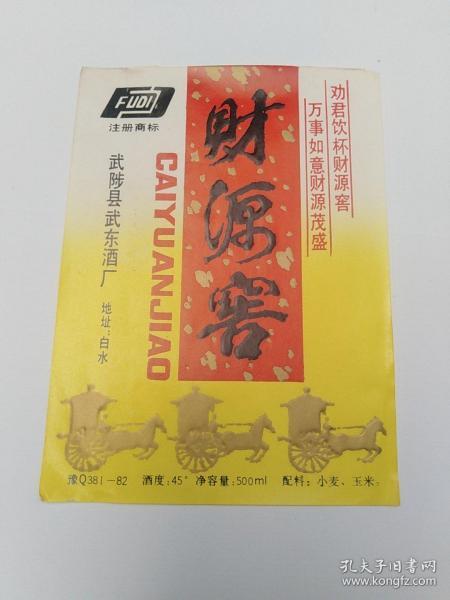 FUDI
注册商标
劝君饮杯财源窖
万事如意财源茂盛
财源窖
CAIYUANJIAO
武陟县武东酒厂
地址:白水
豫Q381-82 酒度:45° 净容量:500ml 配料:小麦、玉米
孔夫子旧书网
www.kongfz.com